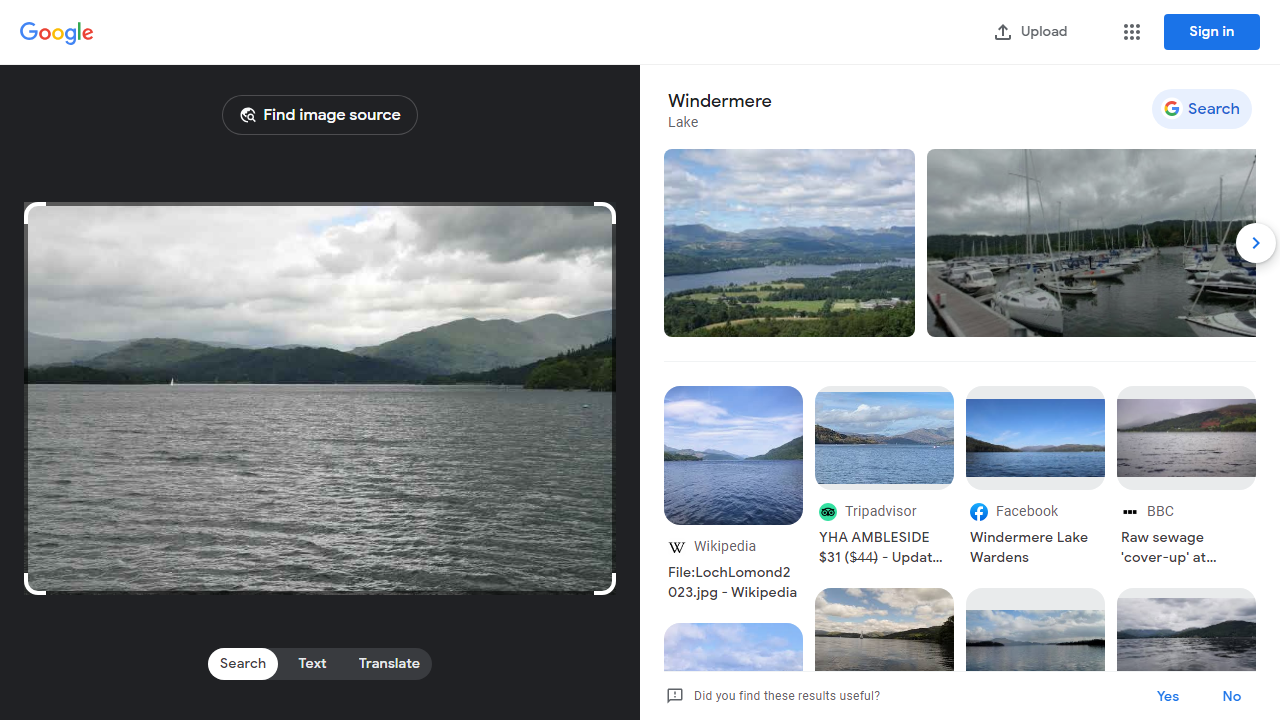 Google
Upload
Sign in
Find image source
Windermere
Lake
Search
Wikipedia
File:LochLomond2
023.jpg - Wikipedia
Tripadvisor
YHA AMBLESIDE
$31 ($44) - Updat...
Facebook
Windermere Lake
Wardens
BBC
Raw sewage
'cover-up' at...
Search
Text
Translate
Did you find these results useful?
Yes
No